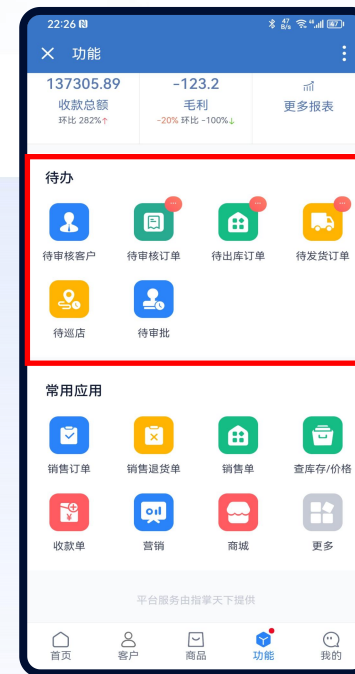 22:26
47 B/s
× 功能
137305.89 -123.2
收款总额 毛利 更多报表
环比 282%↑ -20% 环比 -100%↓
待办
待审核客户 待审核订单 待出库订单 待发货订单
待巡店 待审批
常用应用
销售订单 销售退货单 销售单 查库存/价格
收款单 营销 商城 更多
平台服务由指掌天下提供
首页 客户 商品 功能 我的